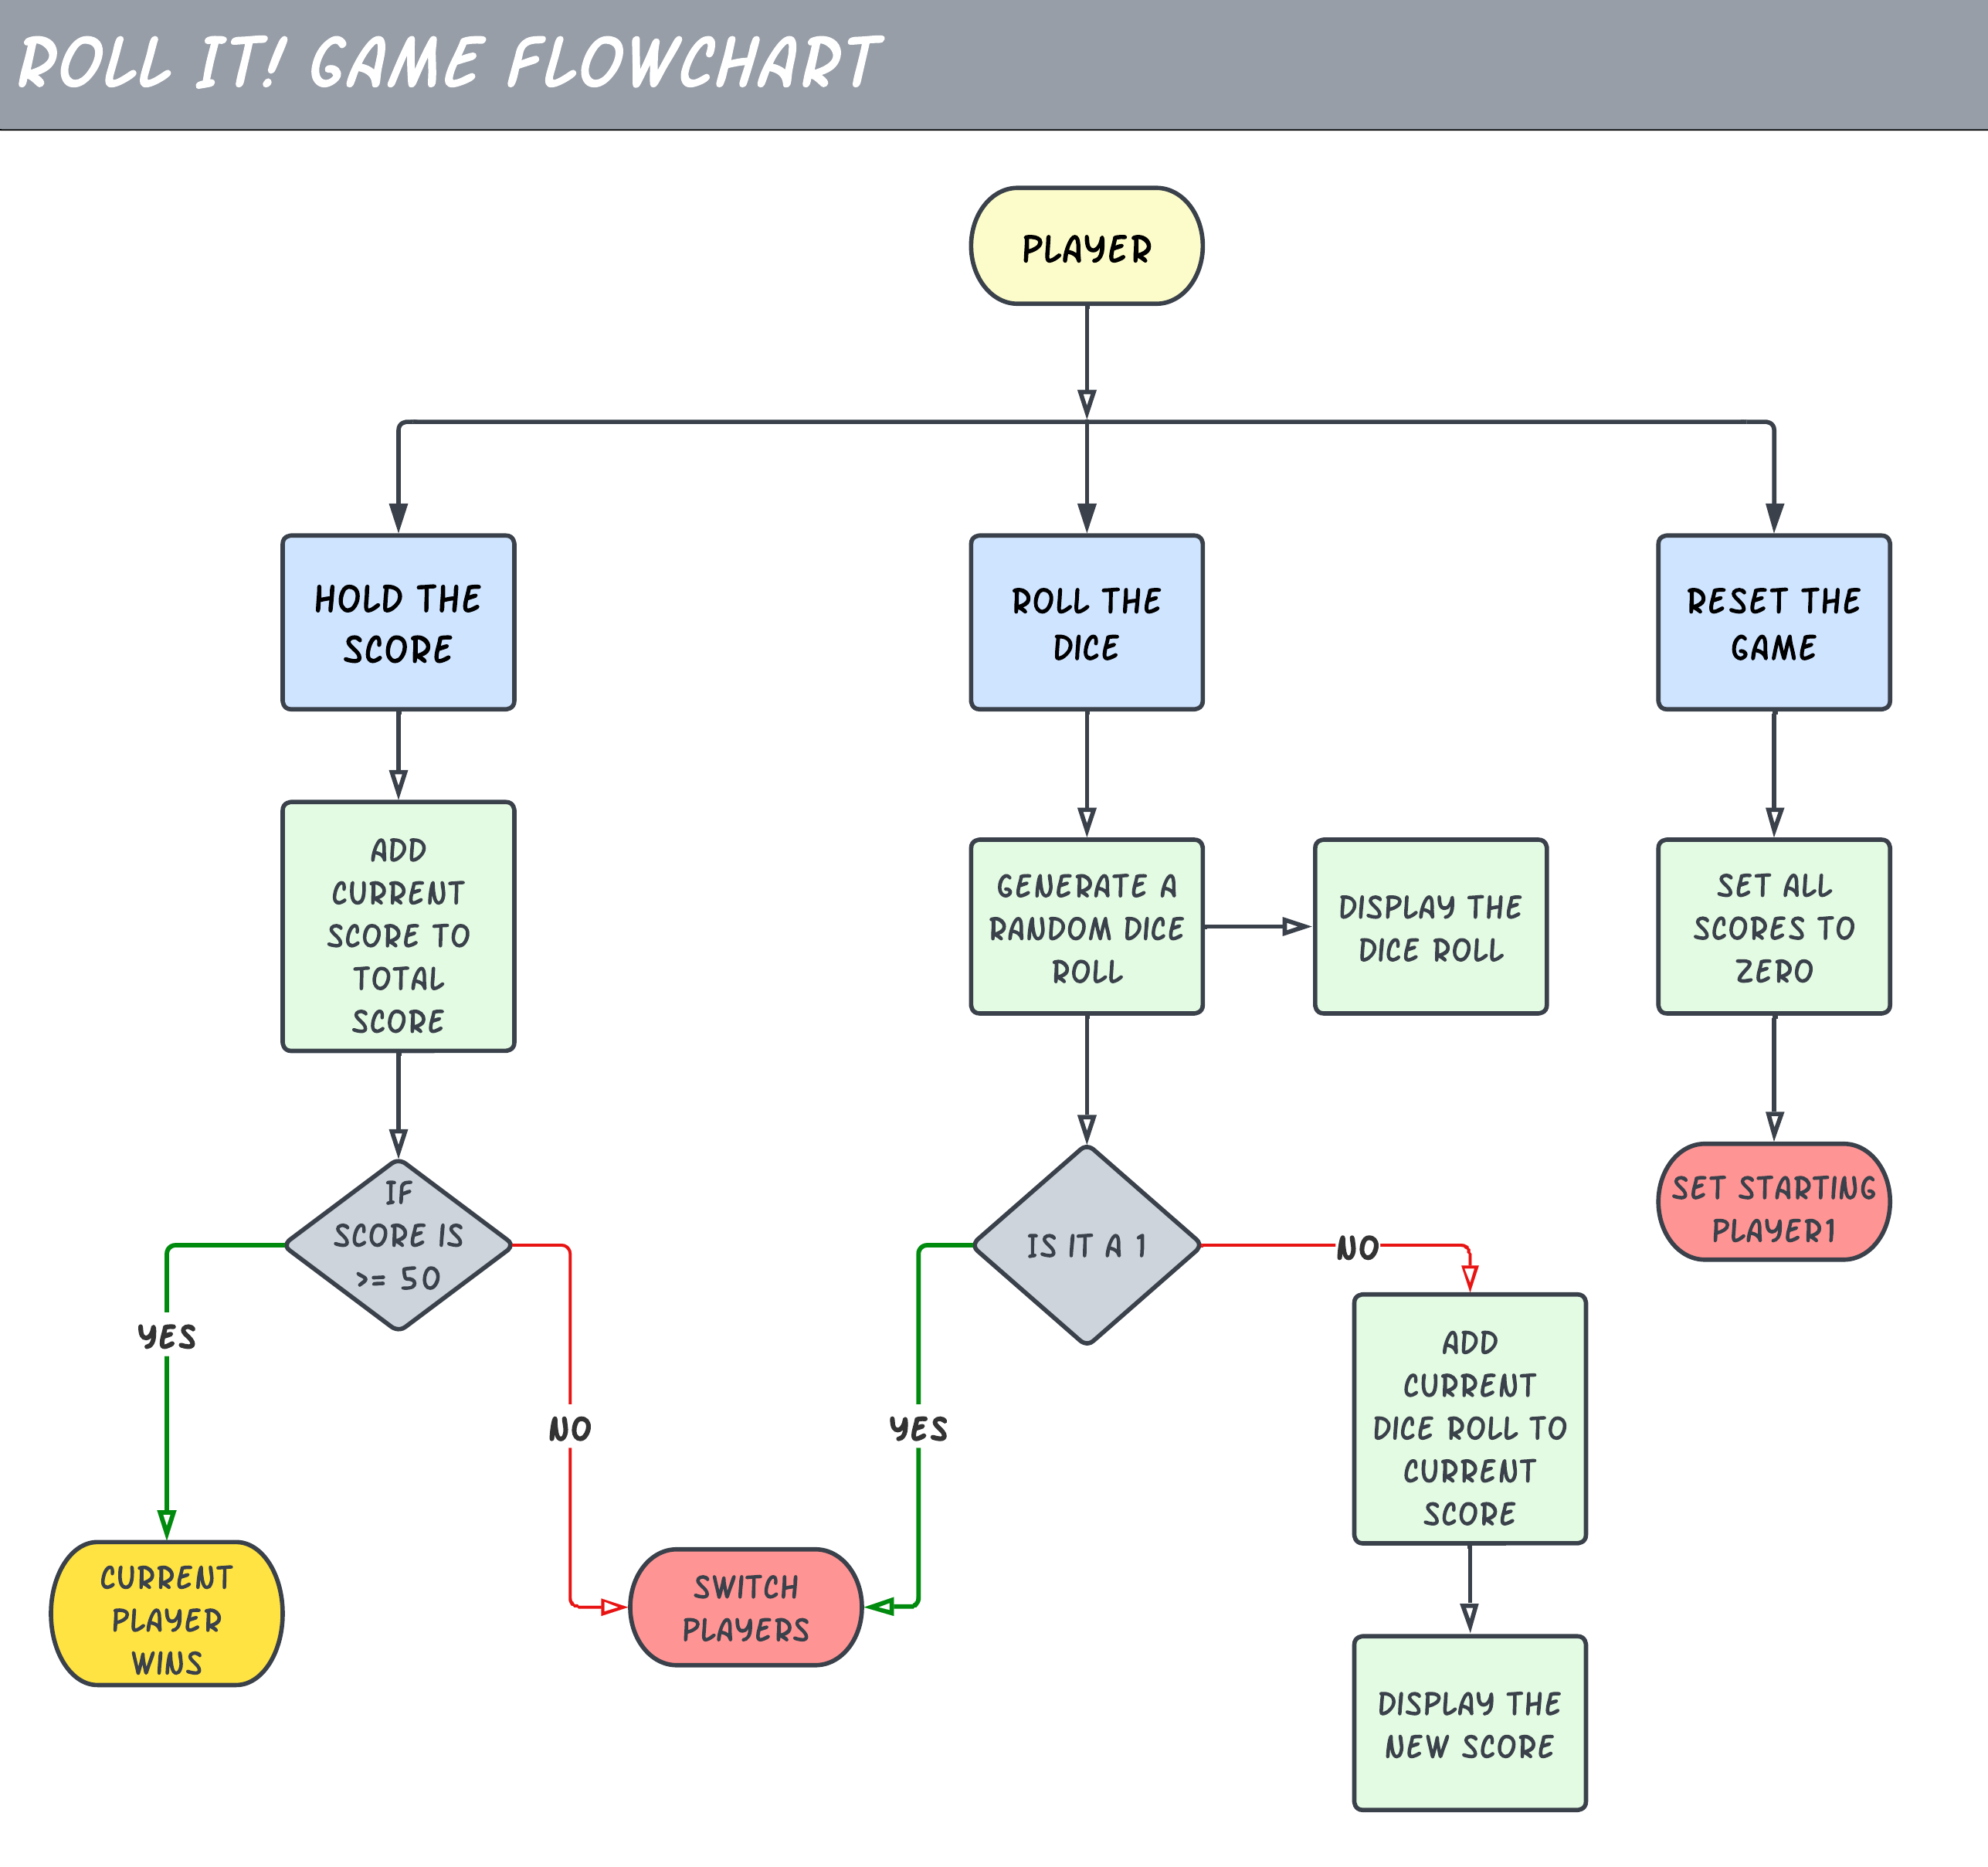 ROLL IT! GAME FLOWCHART
PLAYER
HOLD THE
SCORE
ROLL THE
DICE
RESET THE
GAME
ADD
CURRENT
SCORE TO
TOTAL
SCORE
GENERATE A
RANDOM DICE
ROLL
DISPLAY THE
DICE ROLL
SET ALL
SCORES TO
ZERO
IF
SCORE IS
>= 50
IS IT A 1
SET STARTING
PLAYER1
YES
NO
YES
NO
ADD
CURRENT
DICE ROLL TO
CURRENT
SCORE
CURRENT
PLAYER
WINS
SWITCH
PLAYERS
DISPLAY THE
NEW SCORE